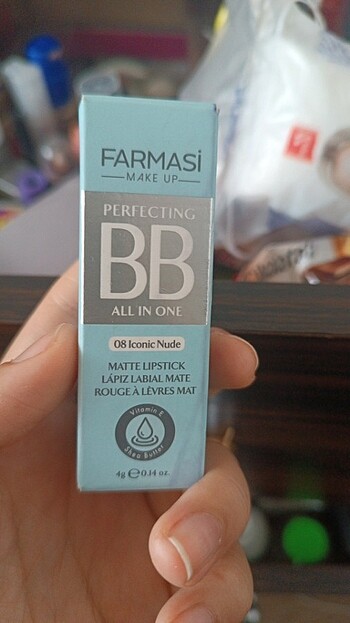 FARMASi
MAKE UP
PERFECTING
BB
ALL IN ONE
08 Iconic Nude
MATTE LIPSTICK
LÁPIZ LABIAL MATE
ROUGE À LÈVRES MAT
Vitamin E
Shea Butter
4g ℮ 0.14 oz.